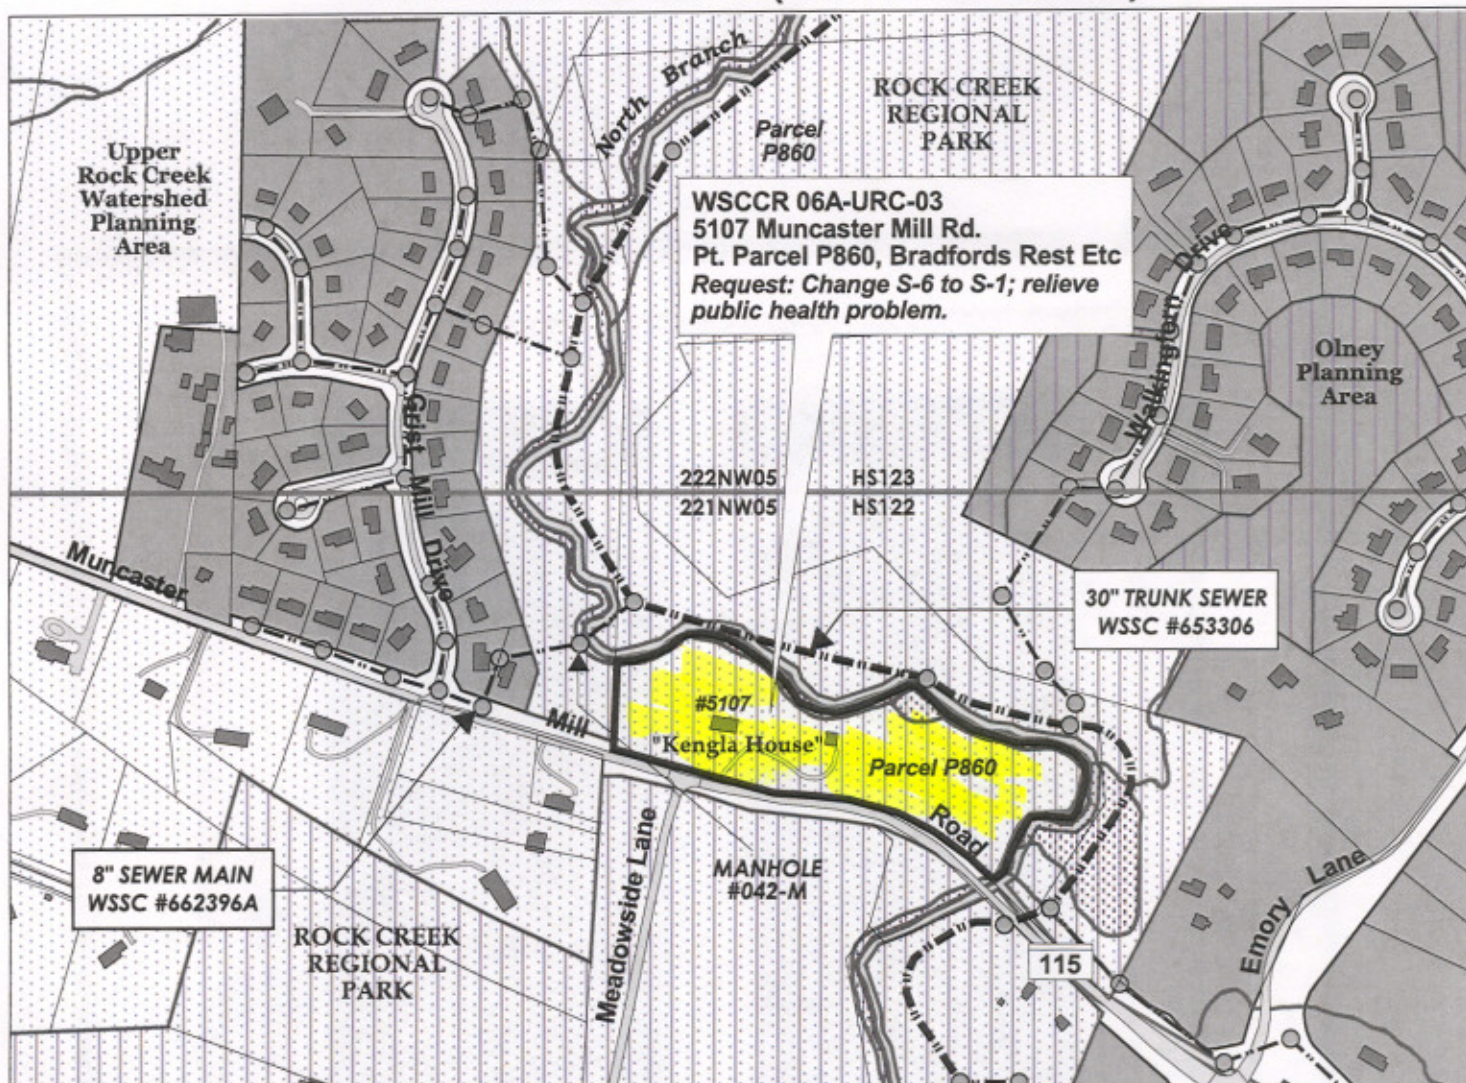 North Branch
ROCK CREEK
REGIONAL
PARK
Parcel
P860
Upper
Rock Creek
Watershed
Planning
Area
WSCCR 06A-URC-03
5107 Muncaster Mill Rd.
Pt. Parcel P860, Bradfords Rest Etc
Request: Change S-6 to S-1; relieve
public health problem.
Walkingtern Drive
Olney
Planning
Area
Grist Mill Drive
222NW05
HS123
221NW05
HS122
30" TRUNK SEWER
WSSC #653306
Muncaster Mill Road
#5107
"Kengla House"
Parcel P860
8" SEWER MAIN
WSSC #662396A
MANHOLE
#042-M
Meadowside Lane
ROCK CREEK
REGIONAL
PARK
115
Emory Lane